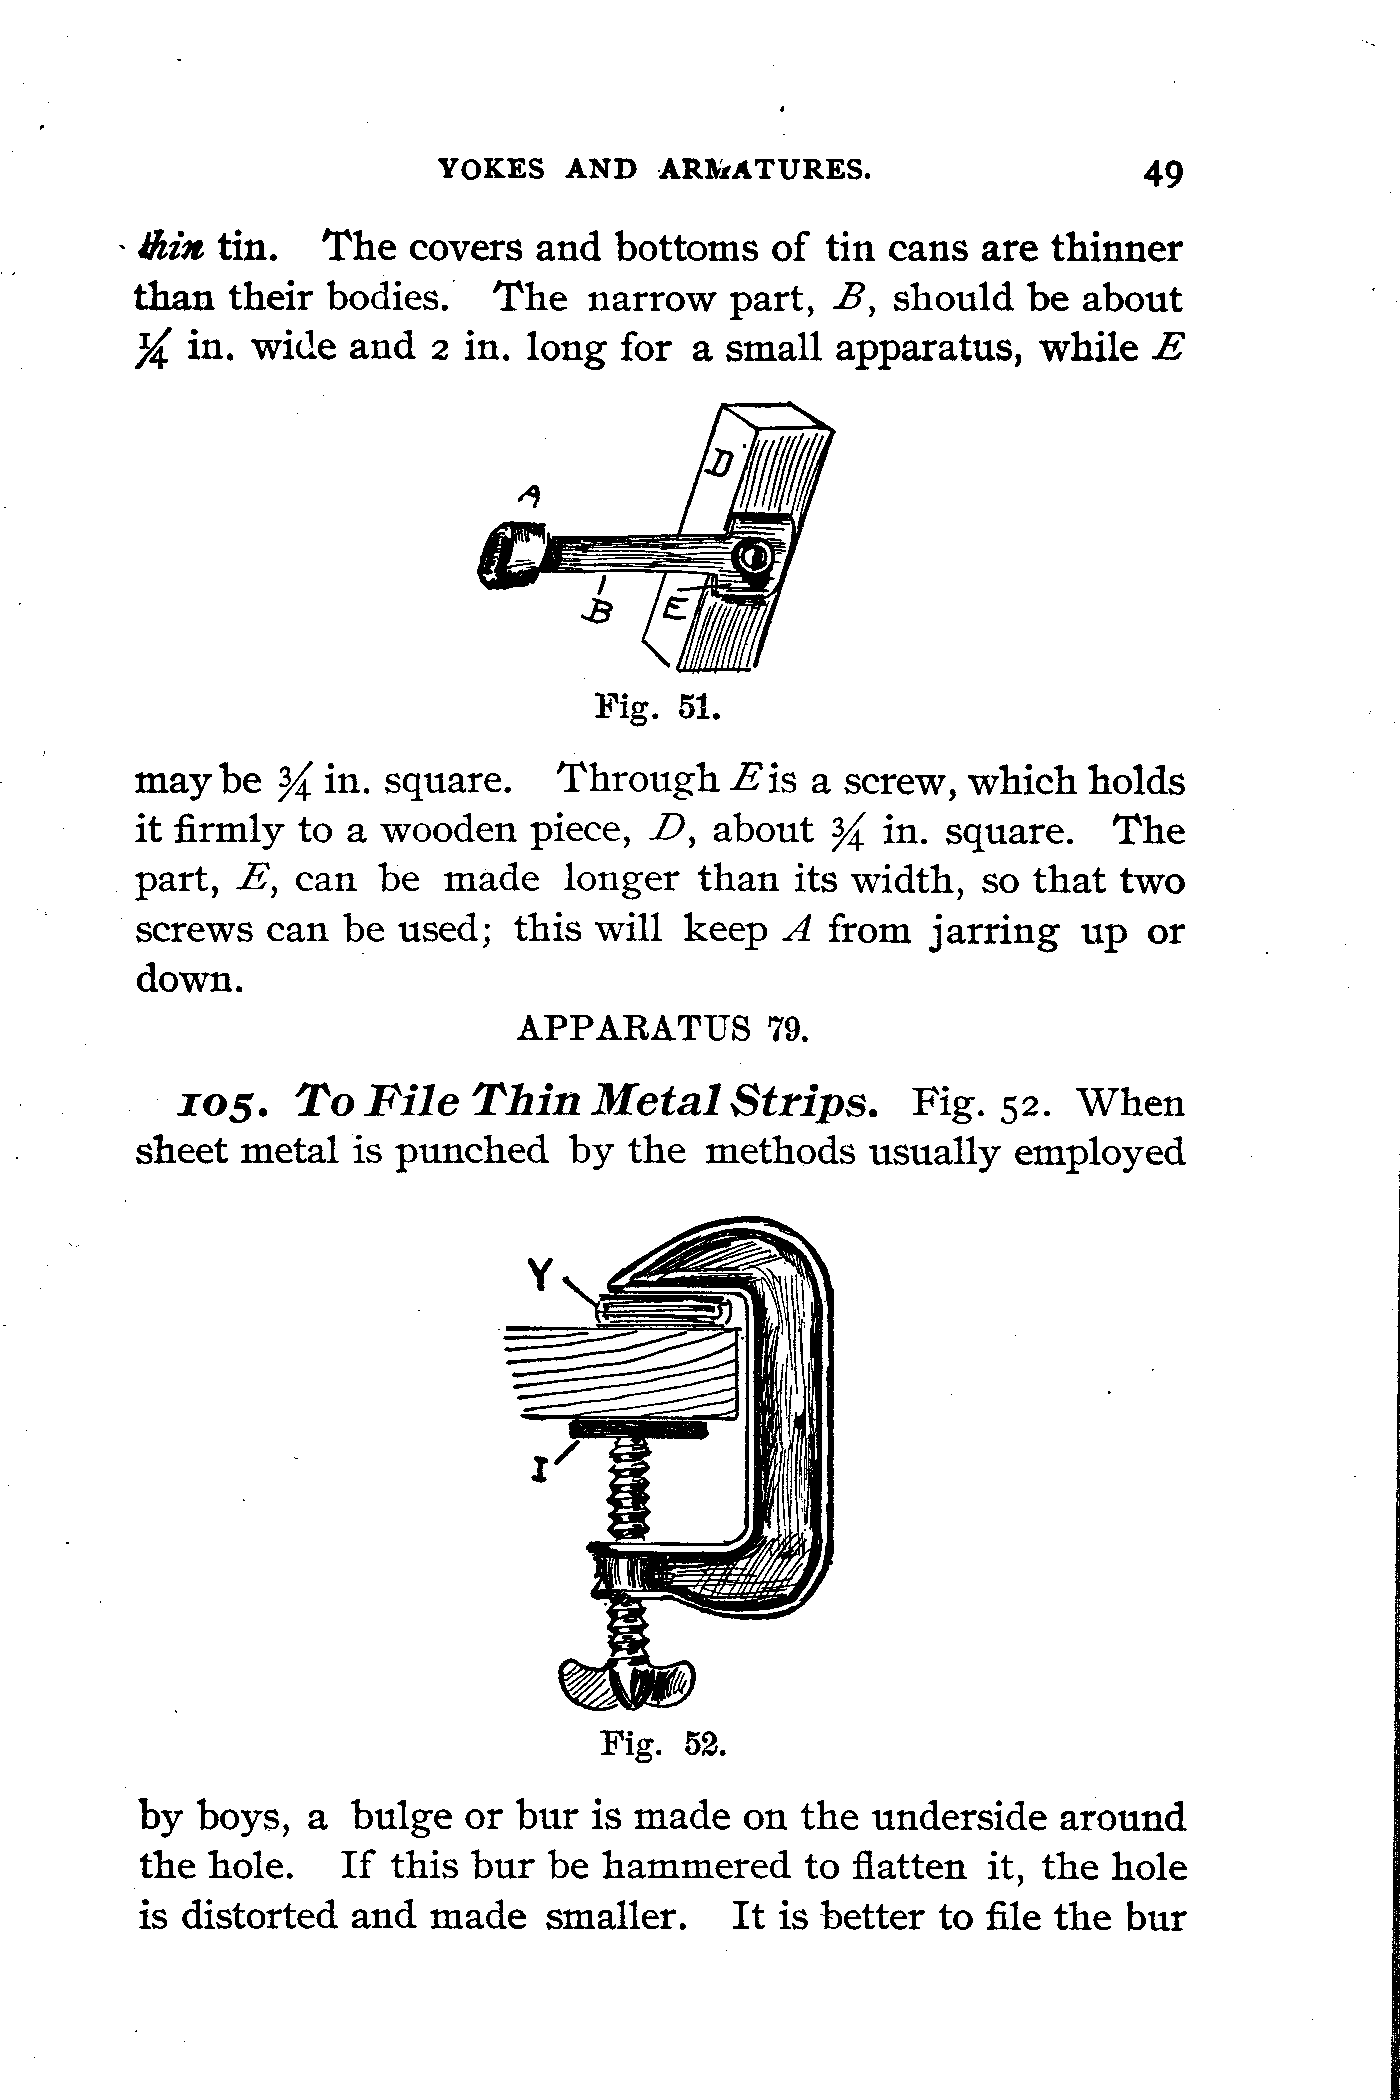 YOKES AND ARMATURES. 49
thin tin. The covers and bottoms of tin cans are thinner
than their bodies. The narrow part, B, should be about
¼ in. wide and 2 in. long for a small apparatus, while E
A
D
B
E
Fig. 51.
may be ¾ in. square. Through E is a screw, which holds
it firmly to a wooden piece, D, about ¾ in. square. The
part, E, can be made longer than its width, so that two
screws can be used; this will keep A from jarring up or
down.
APPARATUS 79.
105. To File Thin Metal Strips. Fig. 52. When
sheet metal is punched by the methods usually employed
Y
I
Fig. 52.
by boys, a bulge or bur is made on the underside around
the hole. If this bur be hammered to flatten it, the hole
is distorted and made smaller. It is better to file the bur